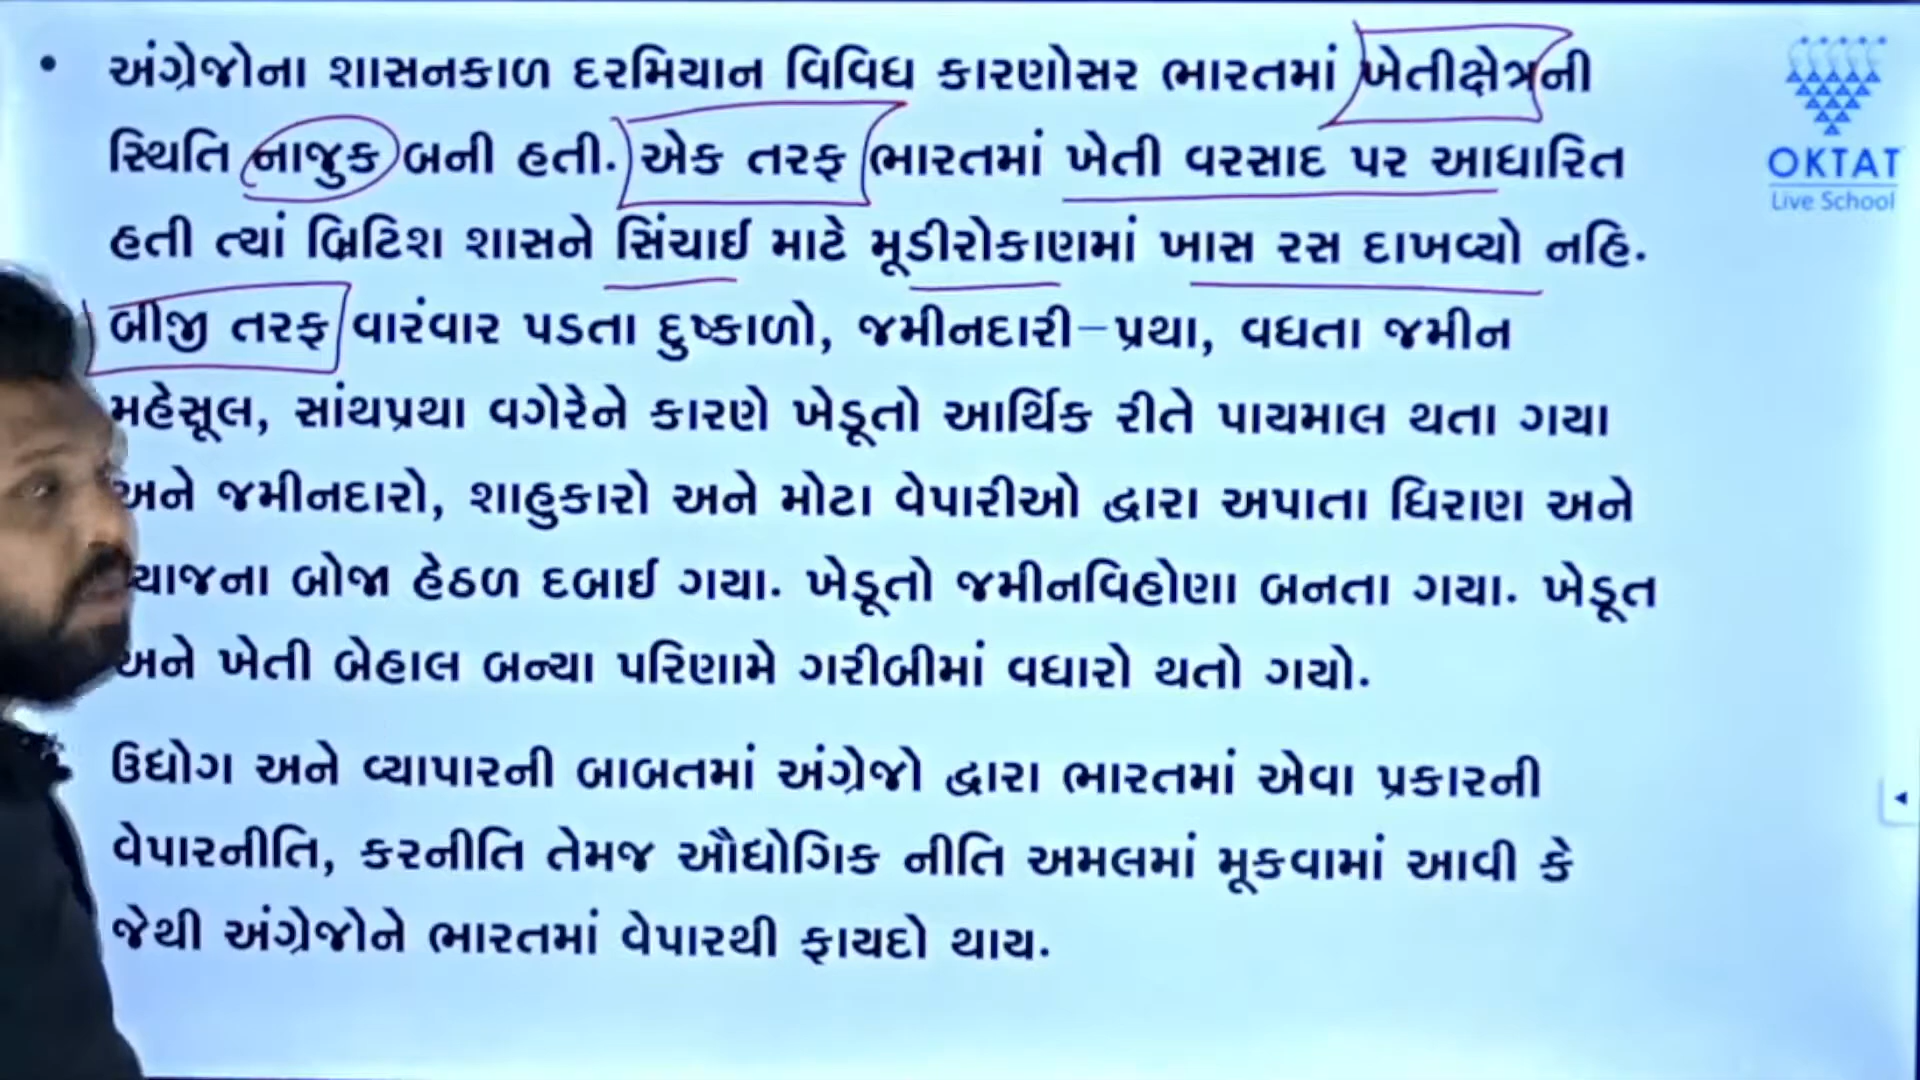 • અંગ્રેજોના શાસનકાળ દરમિયાન વિવિધ કારણોસર ભારતમાં ખેતીક્ષેત્રની
સ્થિતિ નાજુક બની હતી. એક તરફ ભારતમાં ખેતી વરસાદ પર આધારિત
હતી ત્યાં બ્રિટિશ શાસને સિંચાઈ માટે મૂડીરોકાણમાં ખાસ રસ દાખવ્યો નહિ.
બીજી તરફ વારંવાર પડતા દુષ્કાળો, જમીનદારી-પ્રથા, વધતા જમીન
મહેસૂલ, સાંથપ્રથા વગેરેને કારણે ખેડૂતો આર્થિક રીતે પાયમાલ થતા ગયા
અને જમીનદારો, શાહુકારો અને મોટા વેપારીઓ દ્વારા અપાતા ધિરાણ અને
વ્યાજના બોજા હેઠળ દબાઈ ગયા. ખેડૂતો જમીનવિહોણા બનતા ગયા. ખેડૂત
અને ખેતી બેહાલ બન્યા પરિણામે ગરીબીમાં વધારો થતો ગયો.
ઉદ્યોગ અને વ્યાપારની બાબતમાં અંગ્રેજો દ્વારા ભારતમાં એવા પ્રકારની
વેપારનીતિ, કરનીતિ તેમજ ઔદ્યોગિક નીતિ અમલમાં મૂકવામાં આવી કે
જેથી અંગ્રેજોને ભારતમાં વેપારથી ફાયદો થાય.
OKTAT
Live School